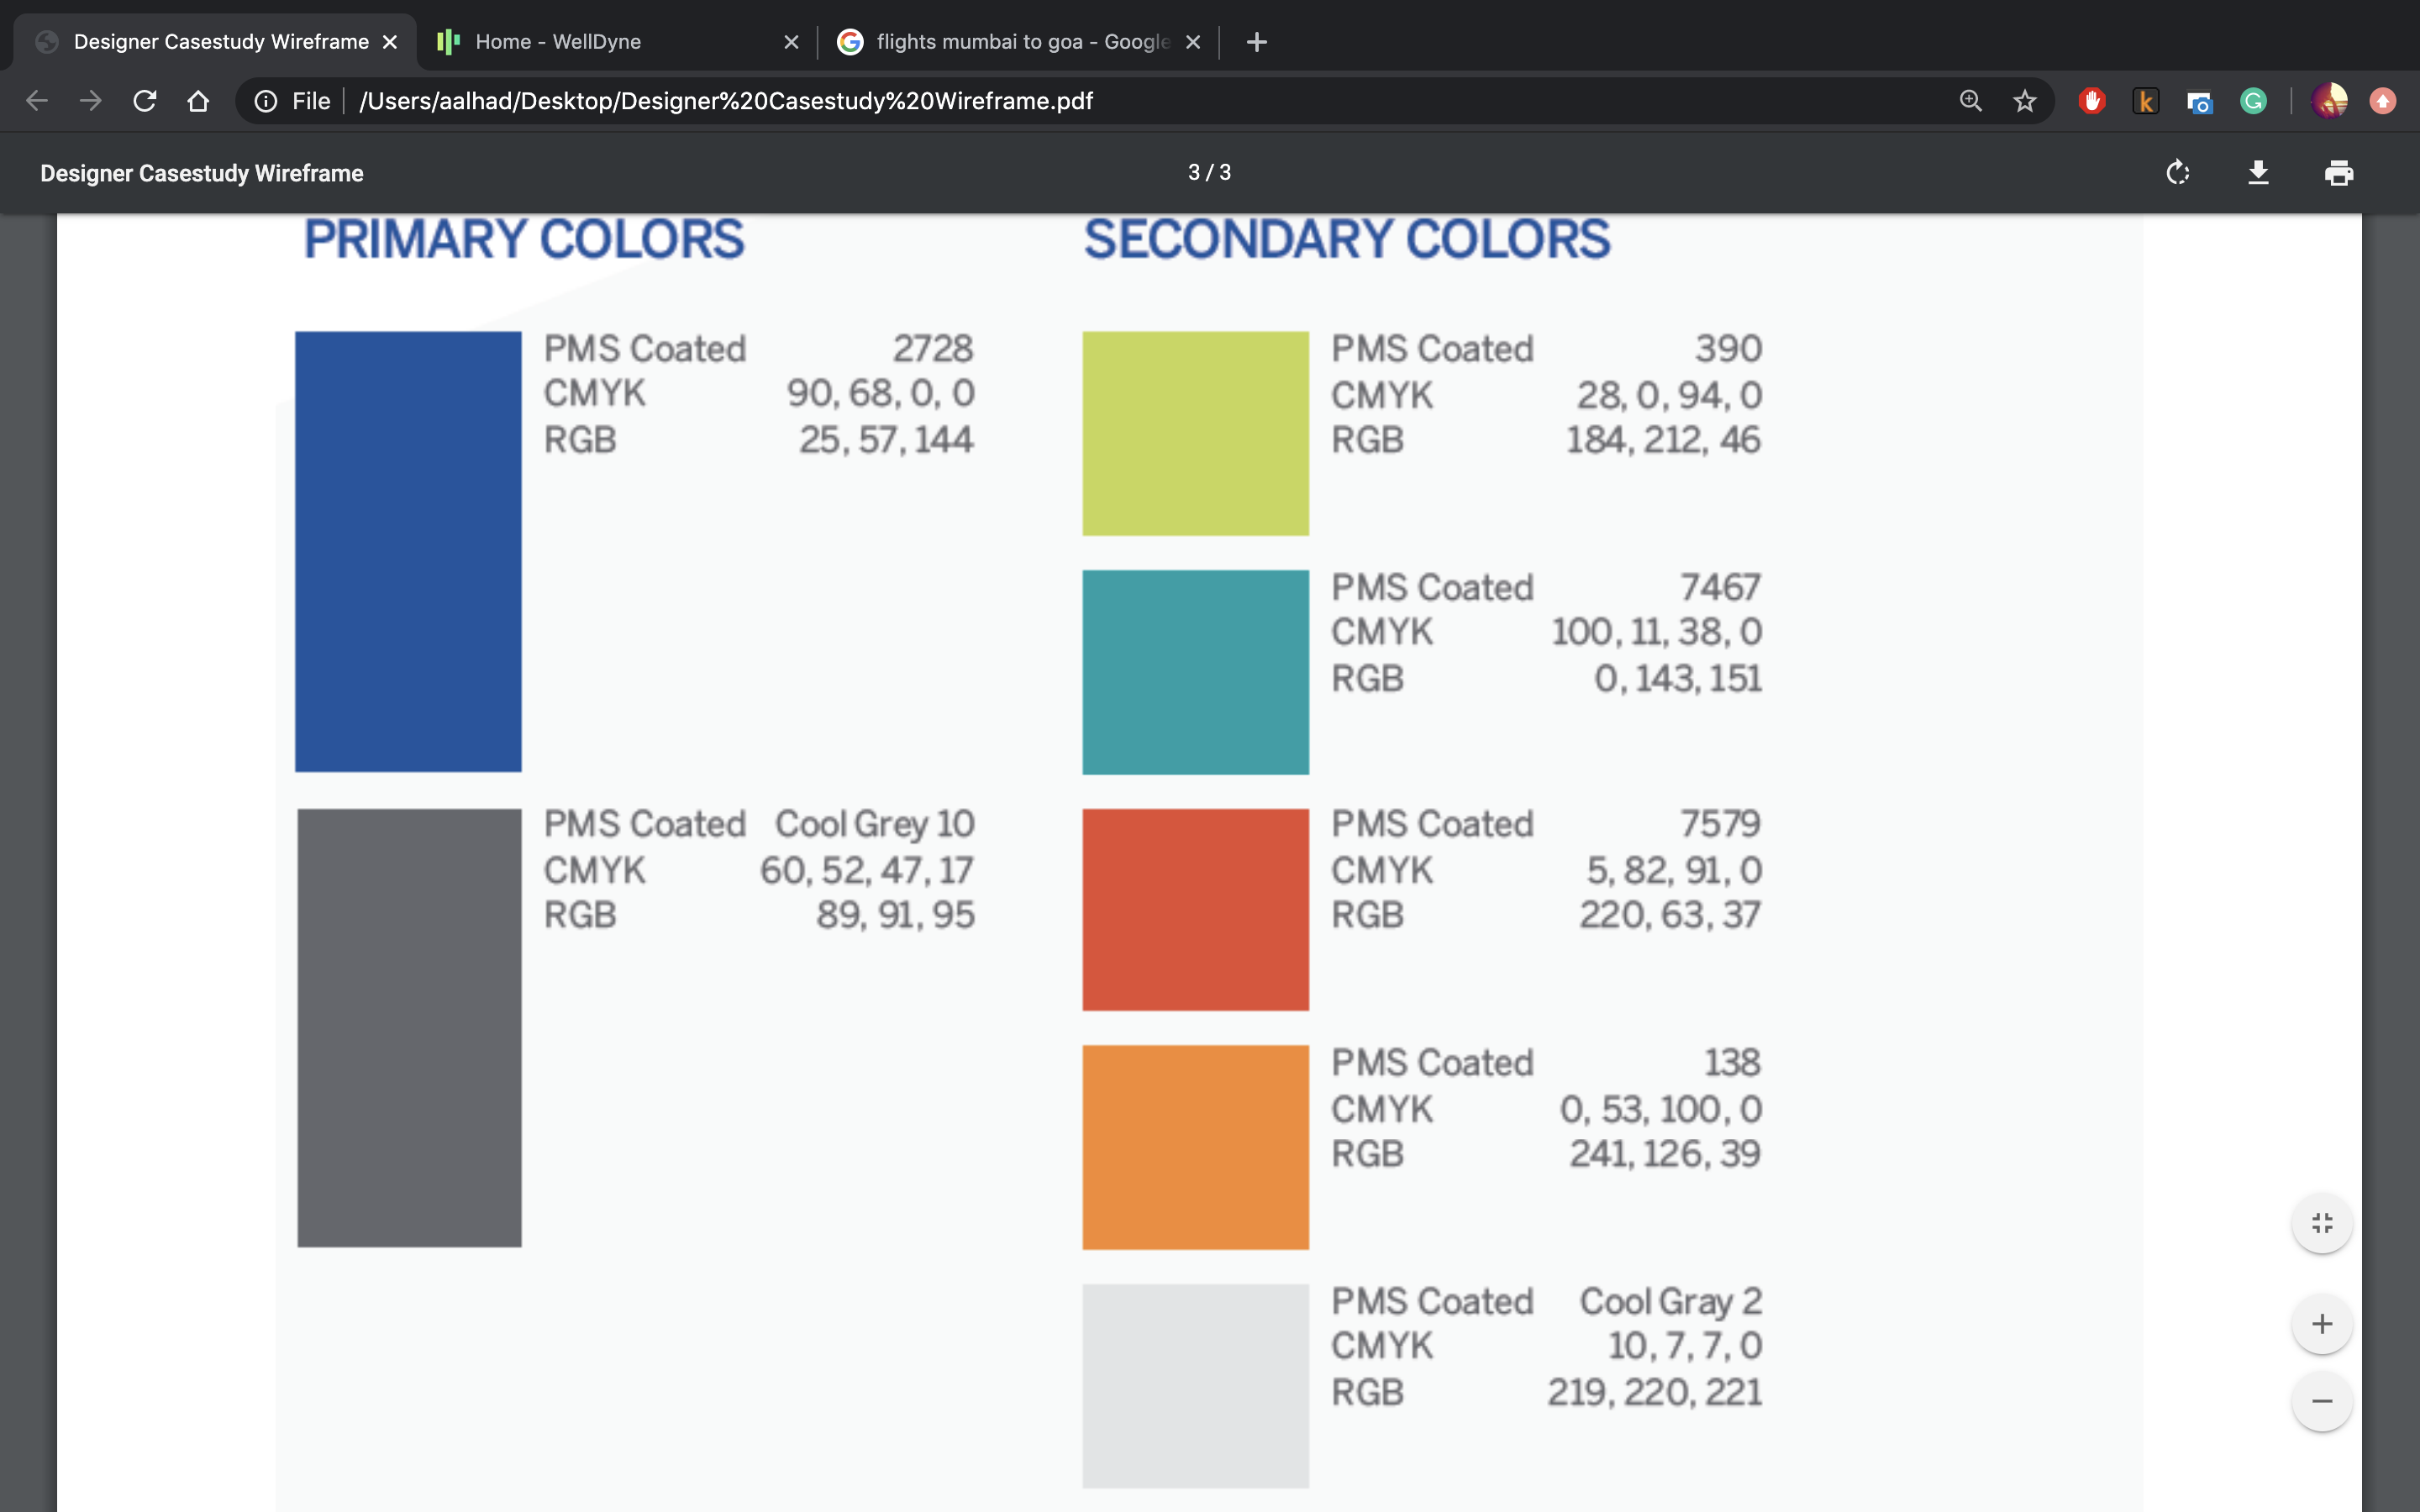 Designer Casestudy Wireframe
Home - WellDyne
flights mumbai to goa - Google
File
/Users/aalhad/Desktop/Designer%20Casestudy%20Wireframe.pdf
Designer Casestudy Wireframe
3 / 3
PRIMARY COLORS
PMS Coated 2728
CMYK 90, 68, 0, 0
RGB 25, 57, 144
PMS Coated Cool Grey 10
CMYK 60, 52, 47, 17
RGB 89, 91, 95
SECONDARY COLORS
PMS Coated 390
CMYK 28, 0, 94, 0
RGB 184, 212, 46
PMS Coated 7467
CMYK 100, 11, 38, 0
RGB 0, 143, 151
PMS Coated 7579
CMYK 5, 82, 91, 0
RGB 220, 63, 37
PMS Coated 138
CMYK 0, 53, 100, 0
RGB 241, 126, 39
PMS Coated Cool Gray 2
CMYK 10, 7, 7, 0
RGB 219, 220, 221